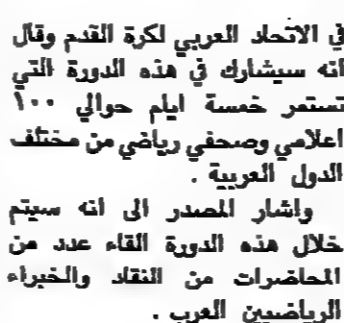 في الاتحاد العربي لكرة القدم وقال
أنه سيشارك في هذه الدورة التي
تستمر خمسة ايام حوالي ١٠٠
اعلامي وصحفي رياضي من مختلف
الدول العربية .
واشار المصدر الى انه سيتم
خلال هذه الدورة القاء عدد من
المحاضرات من النقاد والخبراء
الرياضيين العرب .